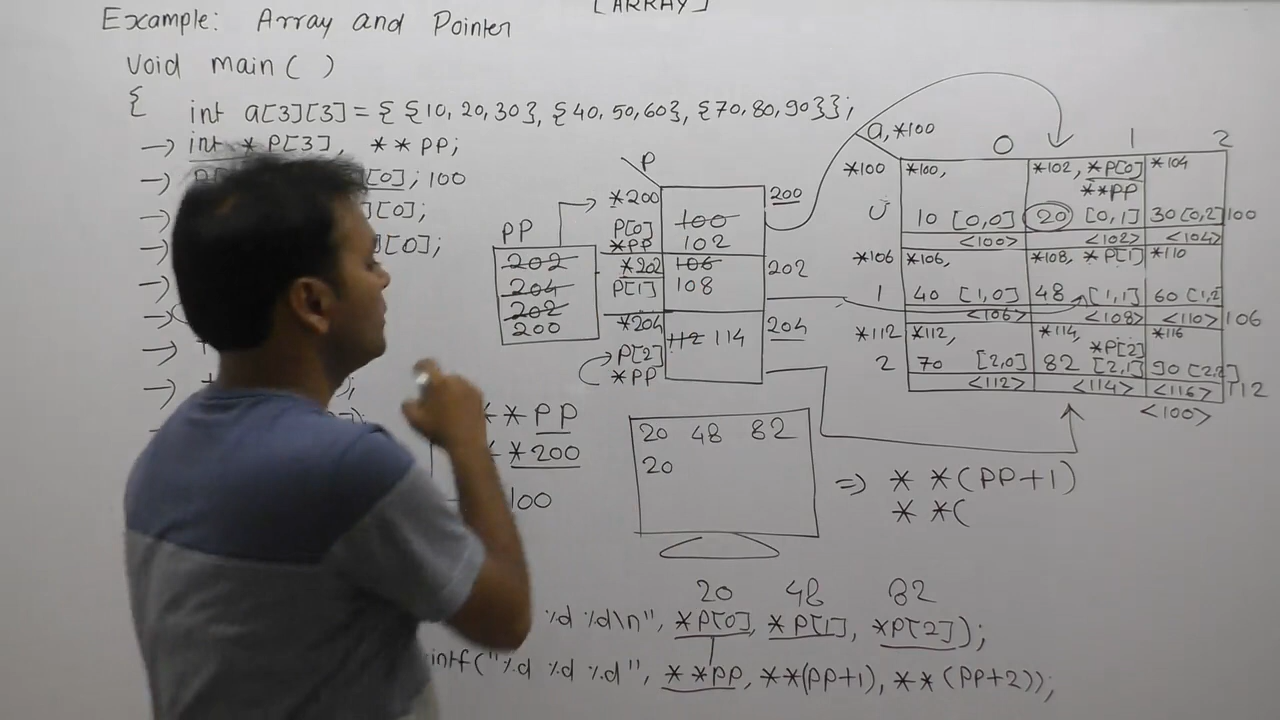 [ARRAY]
Example: Array and Pointer
void main( )
{ int a[3][3] = { {10, 20, 30}, {40, 50, 60}, {70, 80, 90}};
→ int *P[3], **PP;
→ [0]; 100
→ [0];
→ [0];
→
→
→
→ );
PP
202
204
202
200
P
*200 200
P[0] 100
*PP 102
*202 106 202
P[1] 108
*204 112 114 204
P[2]
*PP
a, *100
0 1 2
*100 *100, *102, *P[0] *104
**PP
0 10 [0,0] 20 [0,1] 30 [0,2] 100
<100> <102> <104>
*106 *106, *108, *P[1] *110
1 40 [1,0] 48 [1,1] 60 [1,2
<106> <108> <110> 106
*112 *112, *114, *116
*P[2]
2 70 [2,0] 82 [2,1] 90 [2,2]
<112> <114> <116> 112
<100>
**PP
*200
100
20 48 82
20
⇒ * *(PP+1)
* *(
20 48 82
%d %d\n", *P[0], *P[1], *P[2]);
intf("%d %d %d", **PP, **(PP+1), **(PP+2));